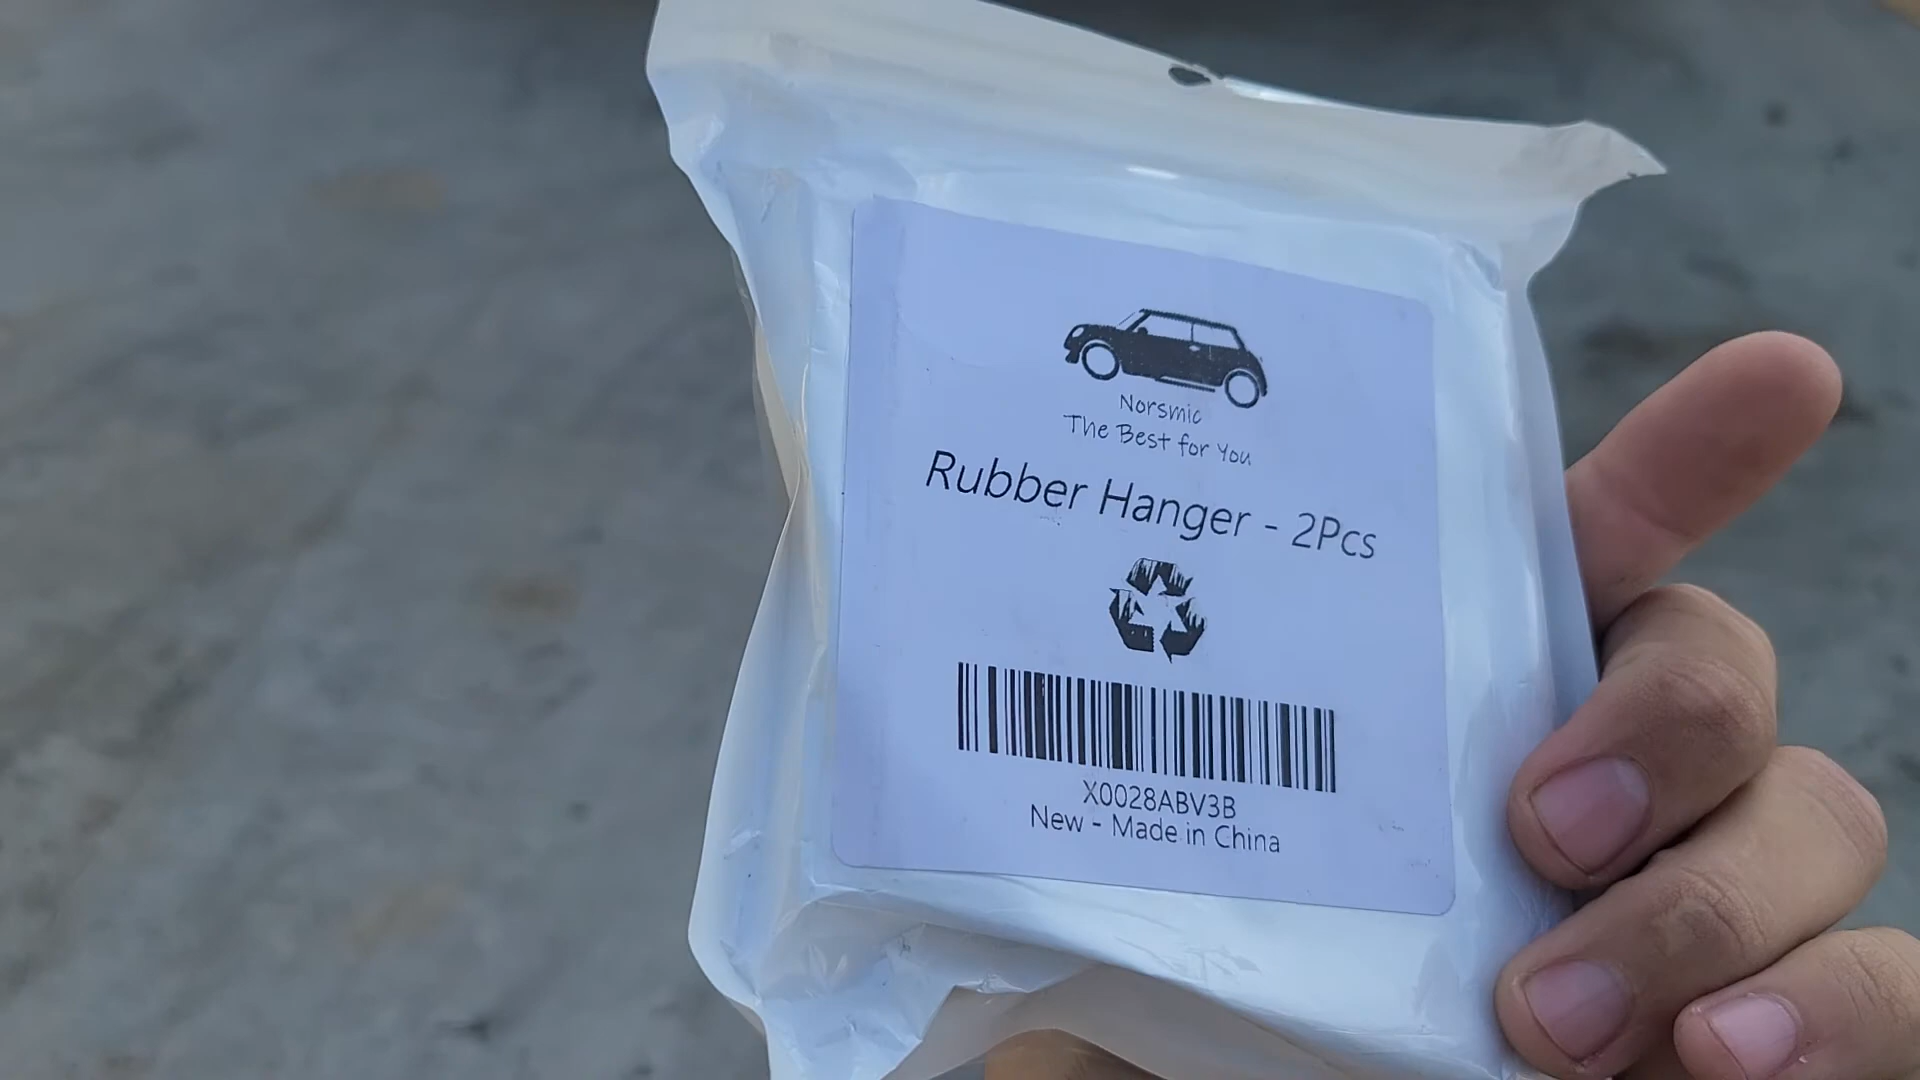 Norsmic
The Best for You
Rubber Hanger - 2Pcs
X0028ABV3B
New - Made in China